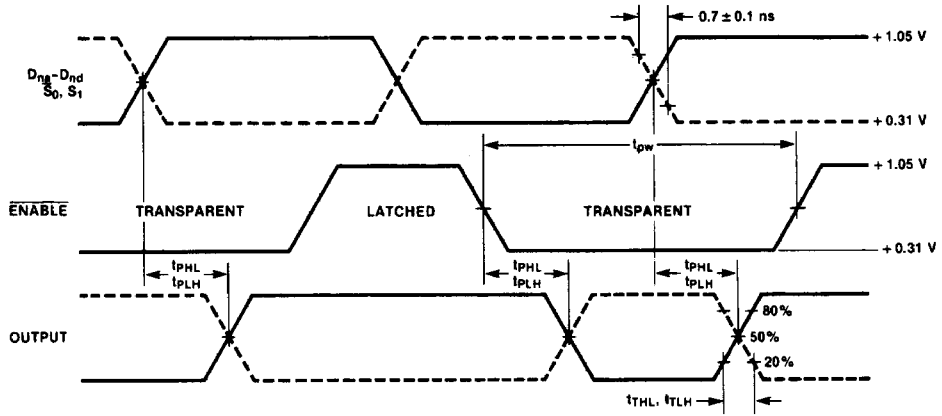 0.7 ± 0.1 ns
+ 1.05 V
Dna–Dnd
S0, S1
+ 0.31 V
tpw
+ 1.05 V
ENABLE
TRANSPARENT
LATCHED
TRANSPARENT
+ 0.31 V
tPHL
tPLH
tPHL
tPLH
tPHL
tPLH
OUTPUT
80%
50%
20%
tTHL, tTLH